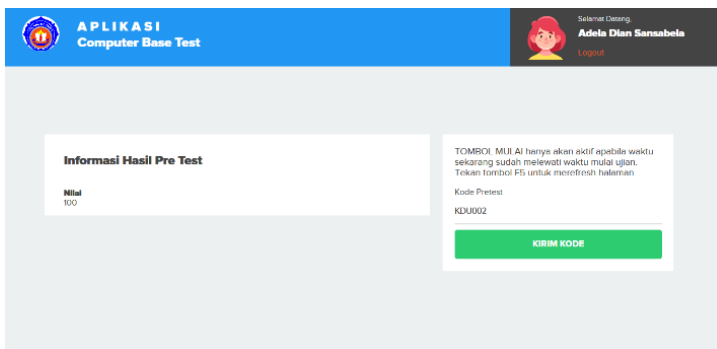 APLIKASI
Computer Base Test
Selamat Datang,
Adela Dian Sansabela
Logout
Informasi Hasil Pre Test
Nilai
100
TOMBOL MULAI hanya akan aktif apabila waktu
sekarang sudah melewati waktu mulai ujian.
Tekan tombol F5 untuk merefresh halaman
Kode Pretest
KDU002
KIRIM KODE